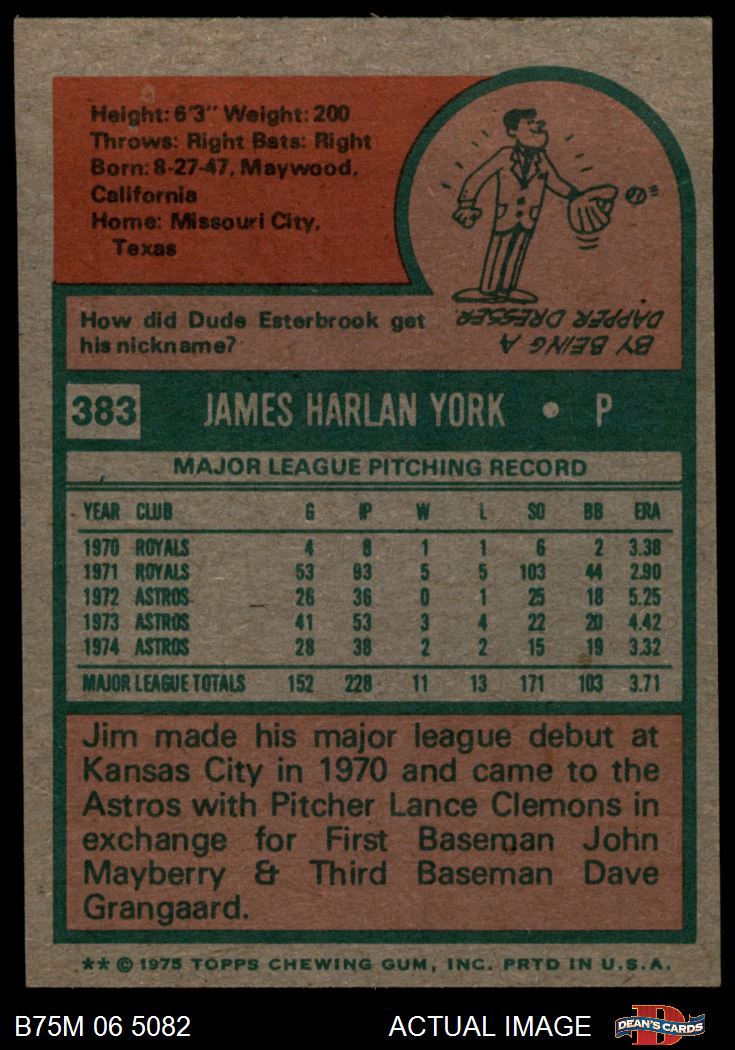 Height: 6'3" Weight: 200
Throws: Right Bats: Right
Born: 8-27-47, Maywood,
California
Home: Missouri City,
Texas
How did Dude Esterbrook get
his nickname?
BY BEING A
DAPPER DRESSER.
383 JAMES HARLAN YORK • P
MAJOR LEAGUE PITCHING RECORD
YEAR CLUB G IP W L SO BB ERA
1970 ROYALS 4 8 1 1 6 2 3.38
1971 ROYALS 53 93 5 5 103 44 2.90
1972 ASTROS 26 36 0 1 25 18 5.25
1973 ASTROS 41 53 3 4 22 20 4.42
1974 ASTROS 28 38 2 2 15 19 3.32
MAJOR LEAGUE TOTALS 152 228 11 13 171 103 3.71
Jim made his major league debut at
Kansas City in 1970 and came to the
Astros with Pitcher Lance Clemons in
exchange for First Baseman John
Mayberry & Third Baseman Dave
Grangaard.
** © 1975 TOPPS CHEWING GUM, INC. PRTD IN U.S.A.
B75M 06 5082 ACTUAL IMAGE D DEAN'S CARDS